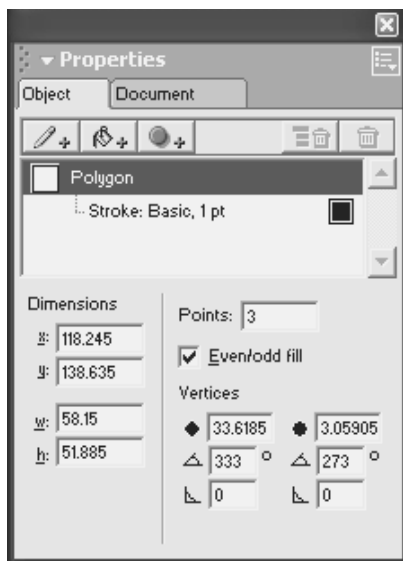 Properties
Object Document
Polygon
Stroke: Basic, 1 pt
Dimensions
x: 118.245
y: 138.635
w: 58.15
h: 51.885
Points: 3
Even/odd fill
Vertices
33.6185 3.05905
333 ° 273 °
0 0